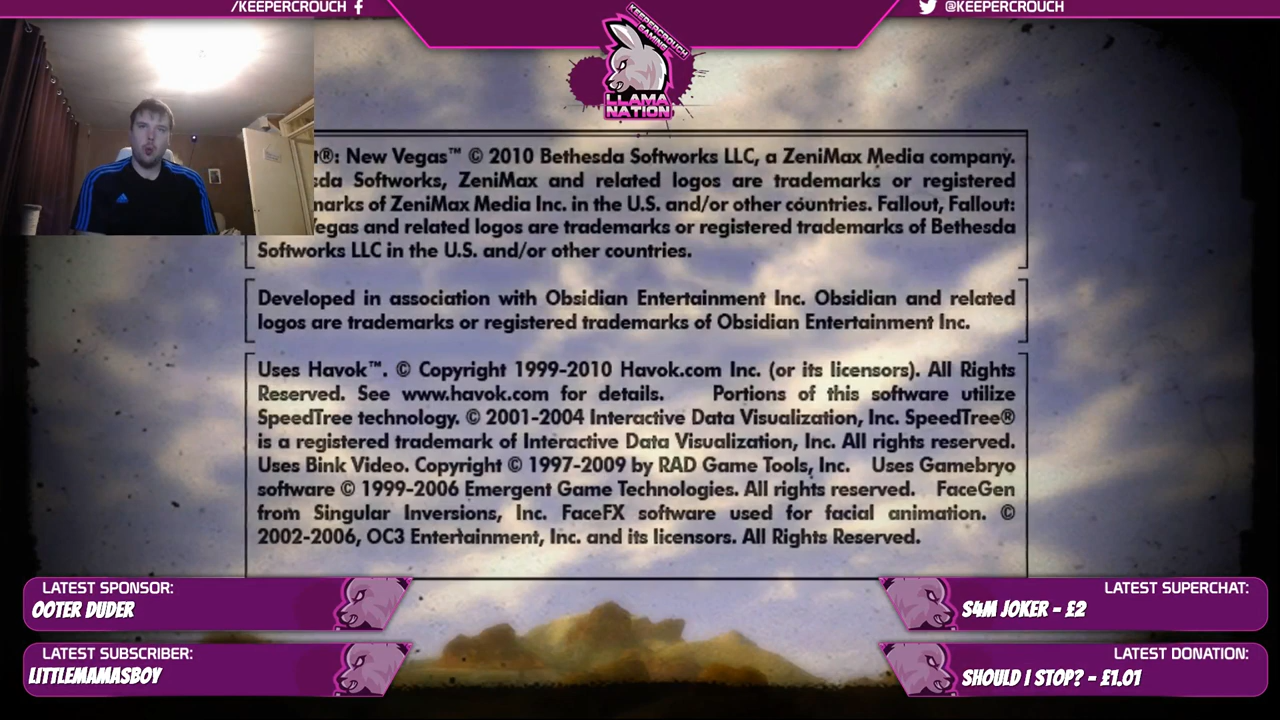 /KEEPERCROUCH
@KEEPERCROUCH
KEEPERCROUCH
GAMING
LLAMA
NATION
t®: New Vegas™ © 2010 Bethesda Softworks LLC, a ZeniMax Media company.
sda Softworks, ZeniMax and related logos are trademarks or registered
marks of ZeniMax Media Inc. in the U.S. and/or other countries. Fallout, Fallout:
egas and related logos are trademarks or registered trademarks of Bethesda
Softworks LLC in the U.S. and/or other countries.
Developed in association with Obsidian Entertainment Inc. Obsidian and related
logos are trademarks or registered trademarks of Obsidian Entertainment Inc.
Uses Havok™. © Copyright 1999-2010 Havok.com Inc. (or its licensors). All Rights
Reserved. See www.havok.com for details. Portions of this software utilize
SpeedTree technology. © 2001-2004 Interactive Data Visualization, Inc. SpeedTree®
is a registered trademark of Interactive Data Visualization, Inc. All rights reserved.
Uses Bink Video. Copyright © 1997-2009 by RAD Game Tools, Inc. Uses Gamebryo
software © 1999-2006 Emergent Game Technologies. All rights reserved. FaceGen
from Singular Inversions, Inc. FaceFX software used for facial animation. ©
2002-2006, OC3 Entertainment, Inc. and its licensors. All Rights Reserved.
LATEST SPONSOR:
OOTER DUDER
LATEST SUBSCRIBER:
LITTLEMAMASBOY
LATEST SUPERCHAT:
S4M JOKER - £2
LATEST DONATION:
SHOULD I STOP? - £1.01